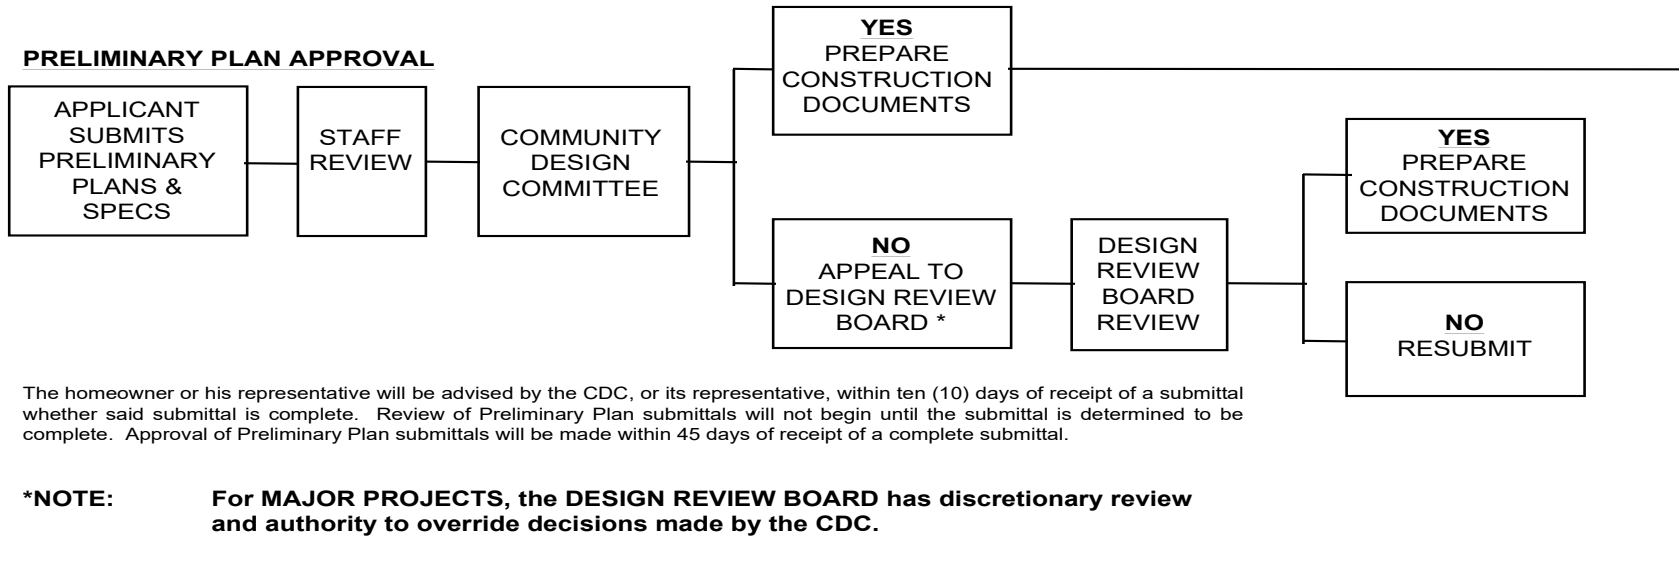 PRELIMINARY PLAN APPROVAL
APPLICANT
SUBMITS
PRELIMINARY
PLANS &
SPECS
STAFF
REVIEW
COMMUNITY
DESIGN
COMMITTEE
YES
PREPARE
CONSTRUCTION
DOCUMENTS
NO
APPEAL TO
DESIGN REVIEW
BOARD *
DESIGN
REVIEW
BOARD
REVIEW
YES
PREPARE
CONSTRUCTION
DOCUMENTS
NO
RESUBMIT
The homeowner or his representative will be advised by the CDC, or its representative, within ten (10) days of receipt of a submittal
whether said submittal is complete. Review of Preliminary Plan submittals will not begin until the submittal is determined to be
complete. Approval of Preliminary Plan submittals will be made within 45 days of receipt of a complete submittal.
*NOTE: For MAJOR PROJECTS, the DESIGN REVIEW BOARD has discretionary review
and authority to override decisions made by the CDC.